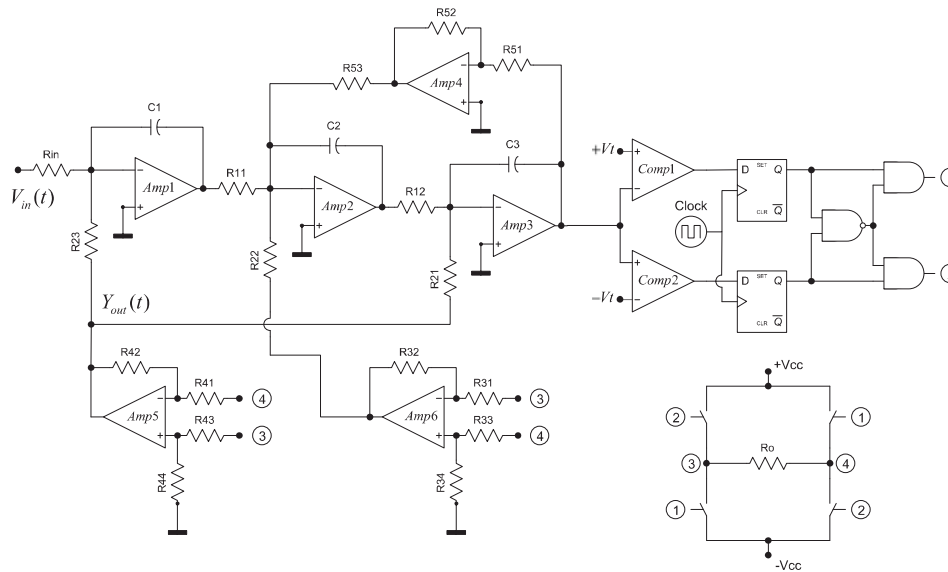 R52
R53
R51
Amp4
C1
C2
C3
Rin
Amp1
R11
Amp2
R12
Amp3
V_in(t)
R23
R22
R21
Y_out(t)
+Vt
Comp1
Clock
Comp2
−Vt
D SET Q
CLR Q̅
D SET Q
CLR Q̅
R42
R41
④
Amp5
R43
③
R44
R32
R31
③
Amp6
R33
④
R34
+Vcc
②
①
Ro
③
④
①
②
-Vcc